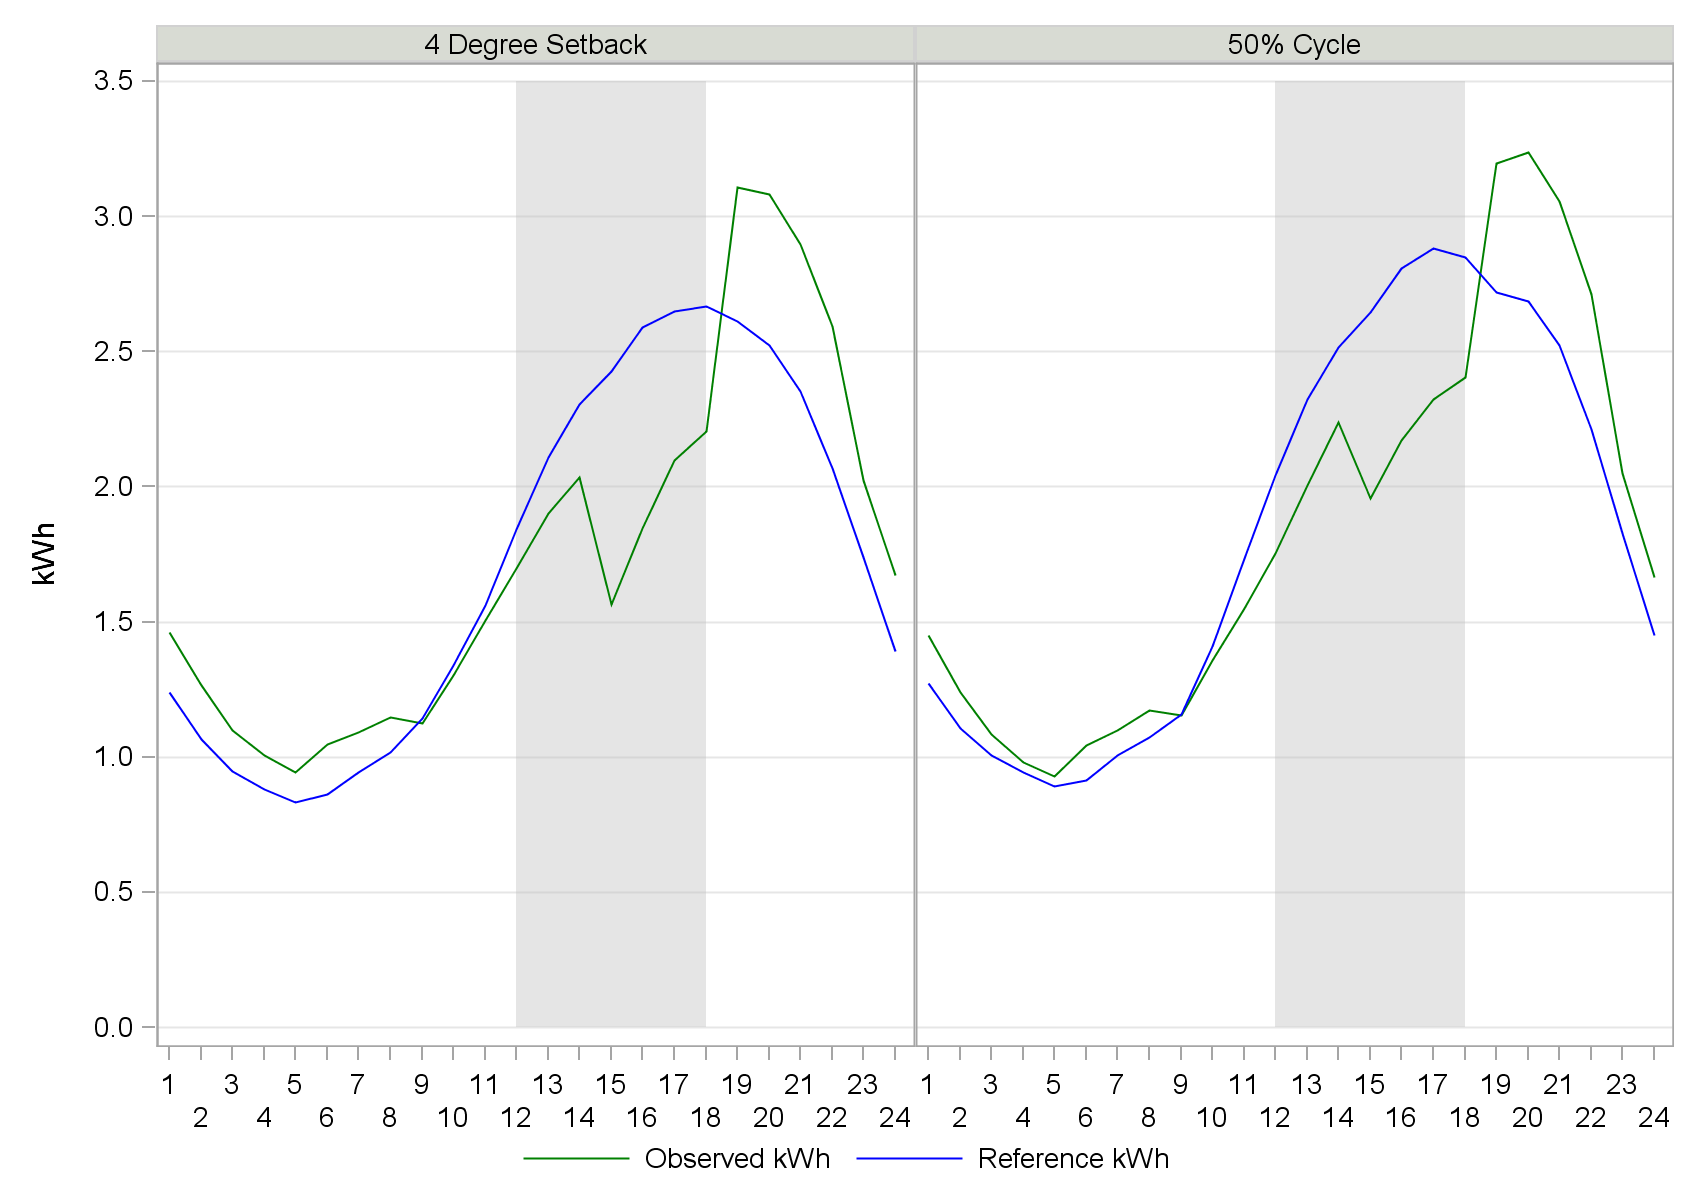 4 Degree Setback 50% Cycle
3.5
3.0
2.5
2.0
1.5
1.0
0.5
0.0
kWh
1 3 5 7 9 11 13 15 17 19 21 23 1 3 5 7 9 11 13 15 17 19 21 23
2 4 6 8 10 12 14 16 18 20 22 24 2 4 6 8 10 12 14 16 18 20 22 24
Observed kWh Reference kWh